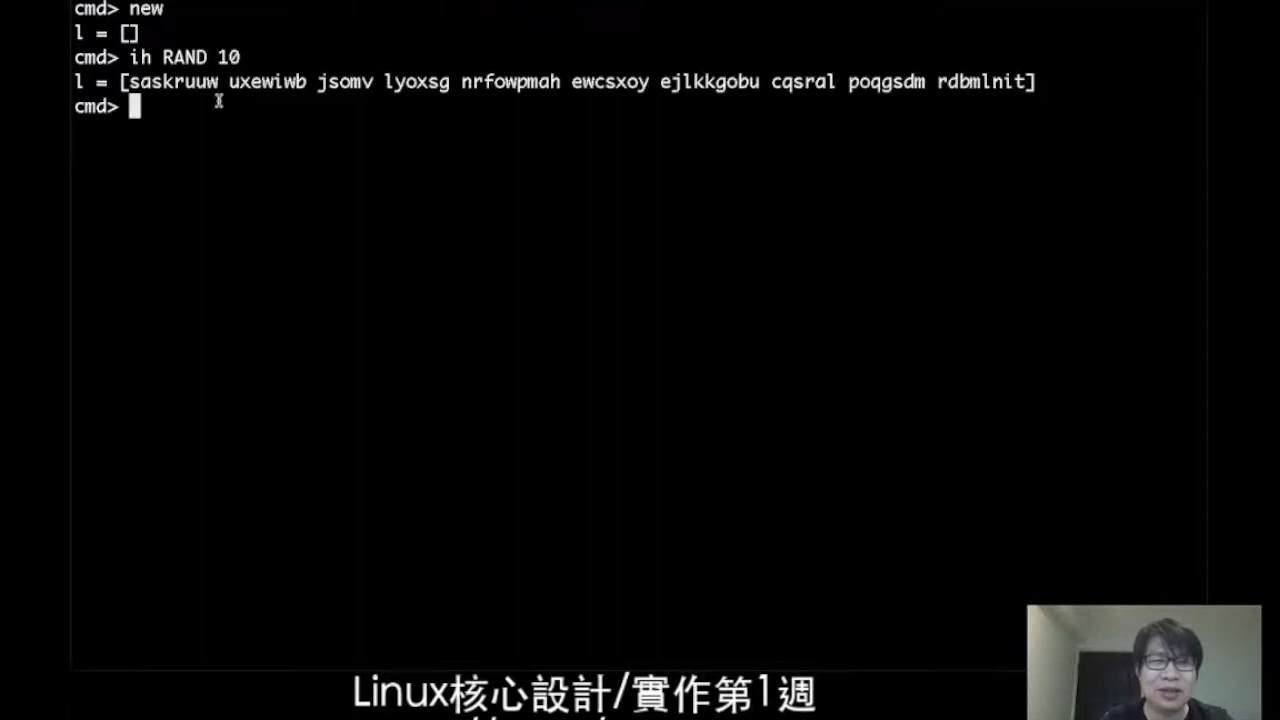 cmd> new
l = []
cmd> ih RAND 10
l = [saskruuw uxewiwb jsomv lyoxsg nrfowpmah ewcsxoy ejlkkgobu cqsral poqgsdm rdbmlnit]
cmd>
Linux核心設計/實作第1週